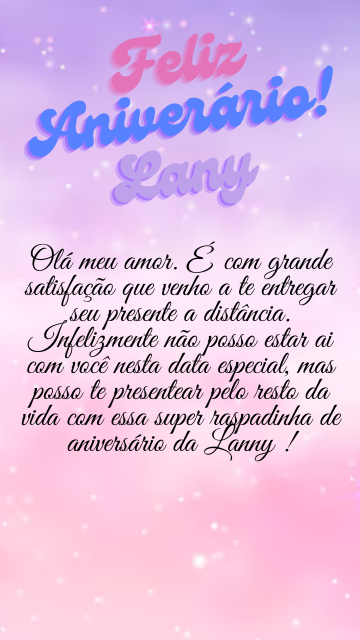 Feliz
Aniverário!
Lany
Olá meu amor. É com grande
satisfação que venho a te entregar
seu presente a distância.
Infelizmente não posso estar ai
com você nesta data especial, mas
posso te presentear pelo resto da
vida com essa super raspadinha de
aniversário da Lanny !